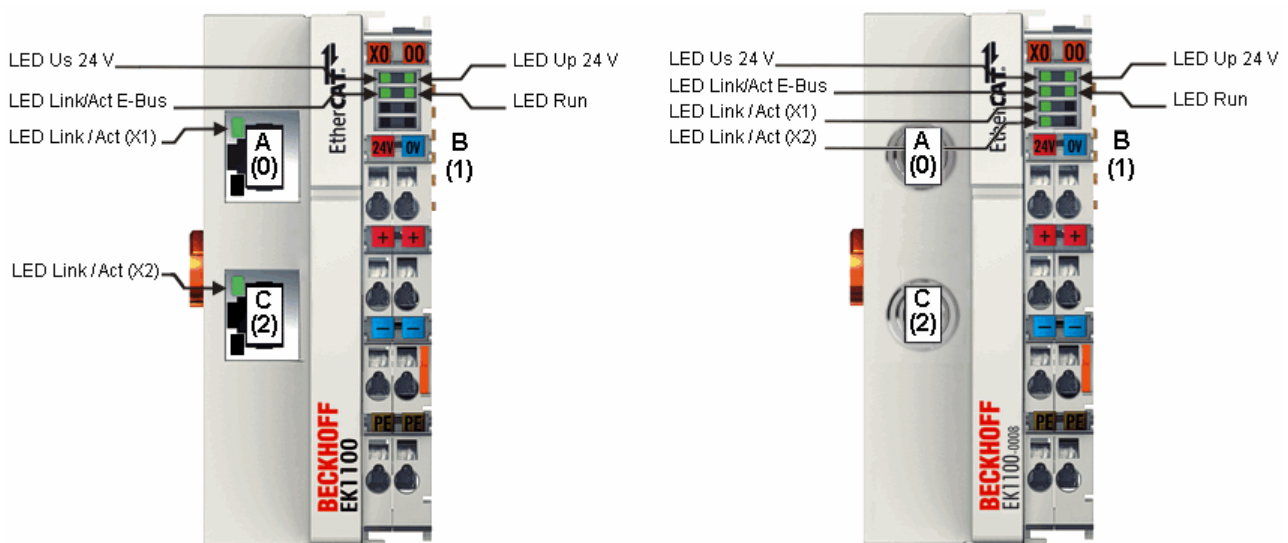 LED Us 24 V
LED Link/Act E-Bus
LED Link / Act (X1)
LED Link / Act (X2)
A
(0)
C
(2)
EtherCAT
X0 00
24V 0V
+ +
− −
PE PE
BECKHOFF
EK1100
LED Up 24 V
LED Run
B
(1)
LED Us 24 V
LED Link/Act E-Bus
LED Link / Act (X1)
LED Link / Act (X2)
A
(0)
C
(2)
EtherCAT
X0 00
24V 0V
+ +
− −
PE PE
BECKHOFF
EK1100-0008
LED Up 24 V
LED Run
B
(1)